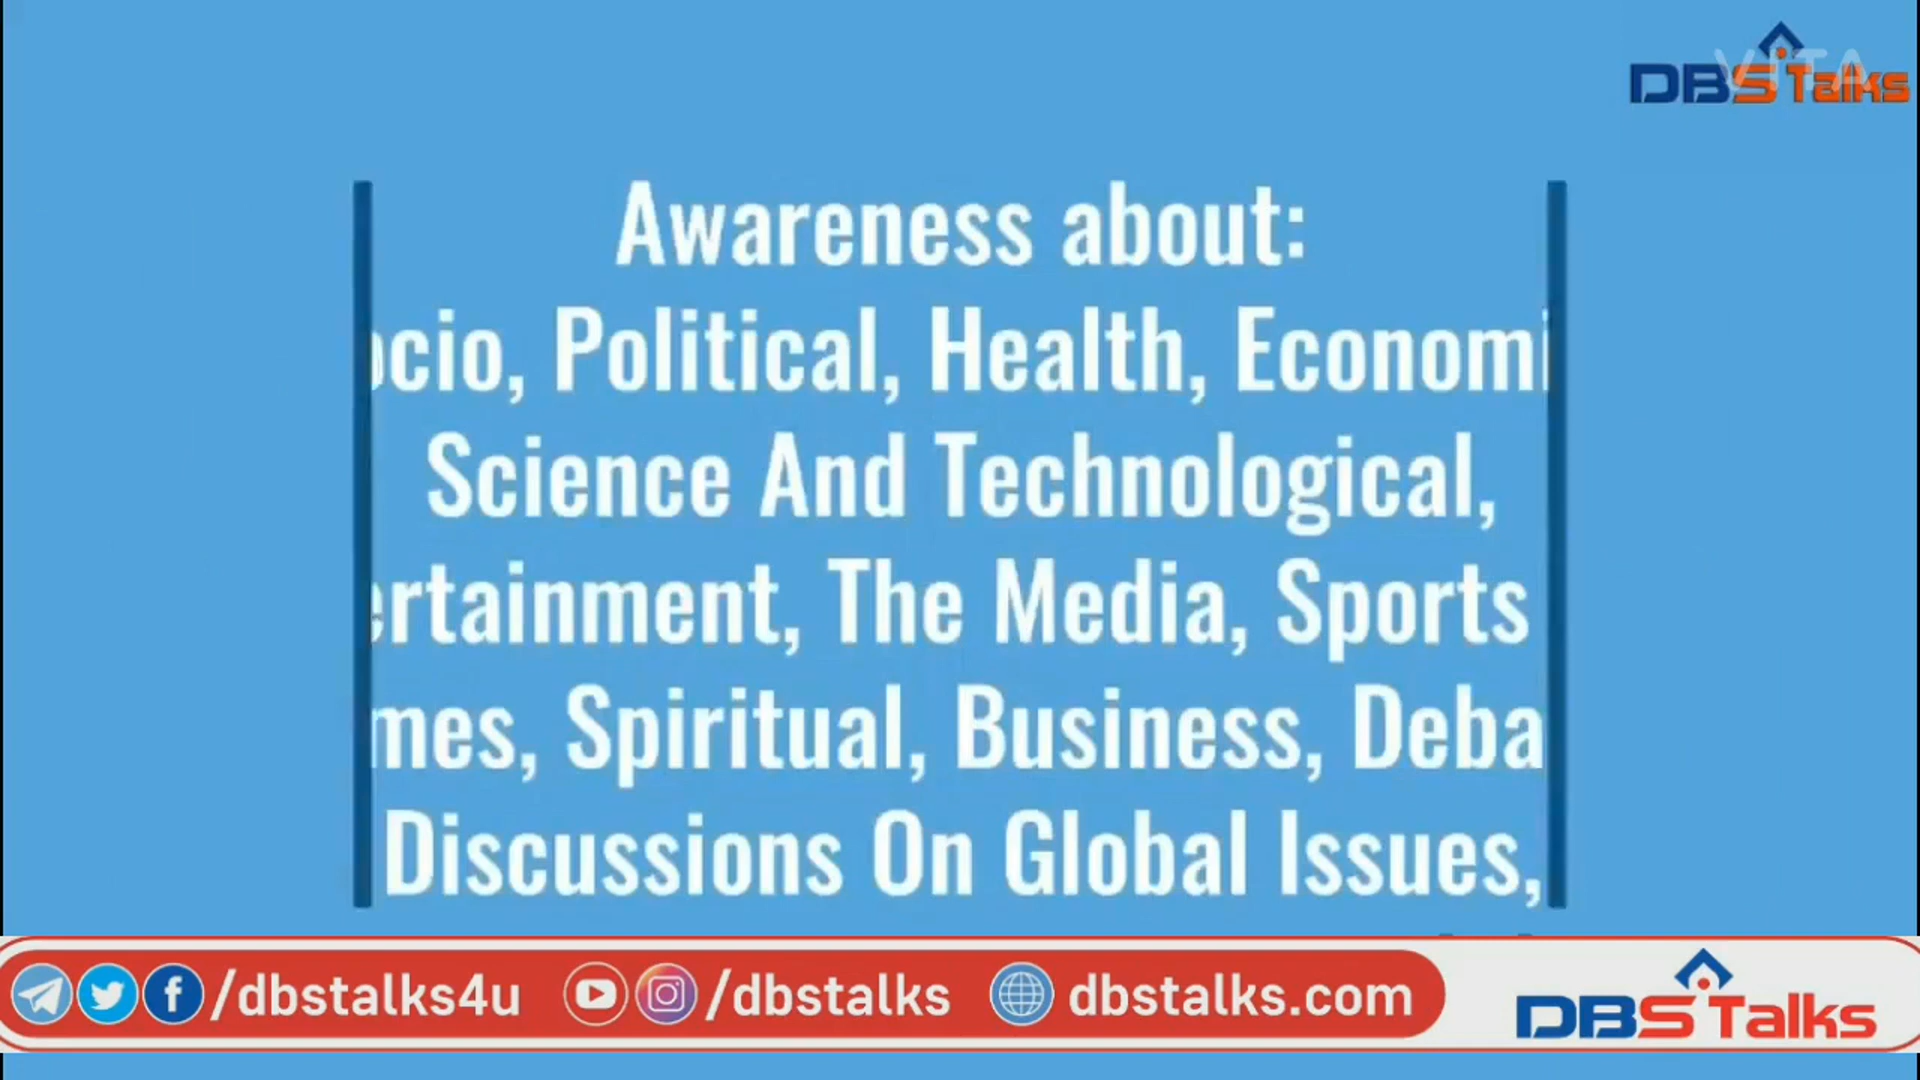 DBS Talks
VITA
Awareness about:
ocio, Political, Health, Economi
Science And Technological,
ertainment, The Media, Sports
mes, Spiritual, Business, Deba
Discussions On Global Issues,
/dbstalks4u /dbstalks dbstalks.com DBS Talks